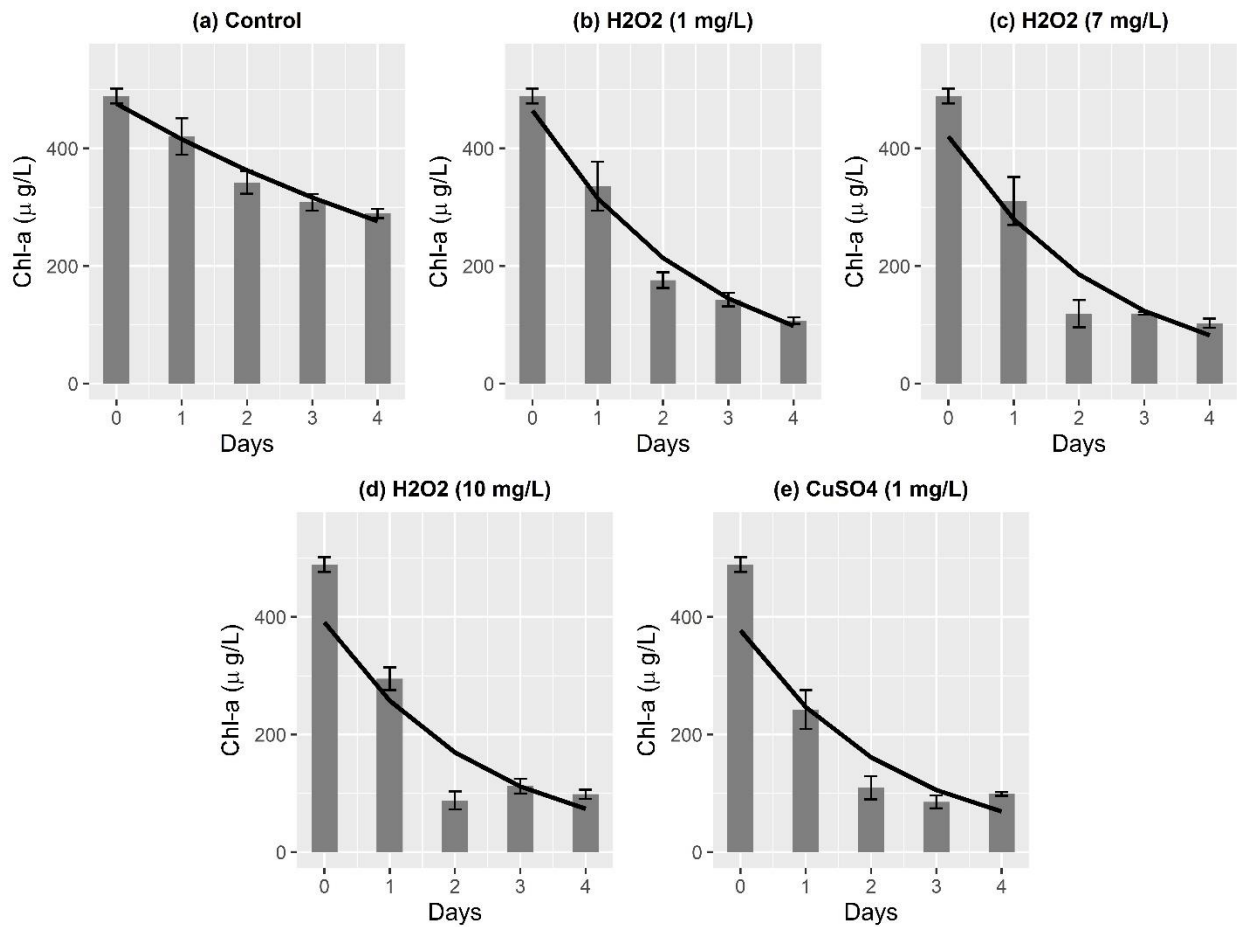 (a) Control
(b) H2O2 (1 mg/L)
(c) H2O2 (7 mg/L)
Chl-a (μ g/L)
400
200
0
0 1 2 3 4
Days
Chl-a (μ g/L)
400
200
0
0 1 2 3 4
Days
Chl-a (μ g/L)
400
200
0
0 1 2 3 4
Days
(d) H2O2 (10 mg/L)
(e) CuSO4 (1 mg/L)
Chl-a (μ g/L)
400
200
0
0 1 2 3 4
Days
Chl-a (μ g/L)
400
200
0
0 1 2 3 4
Days